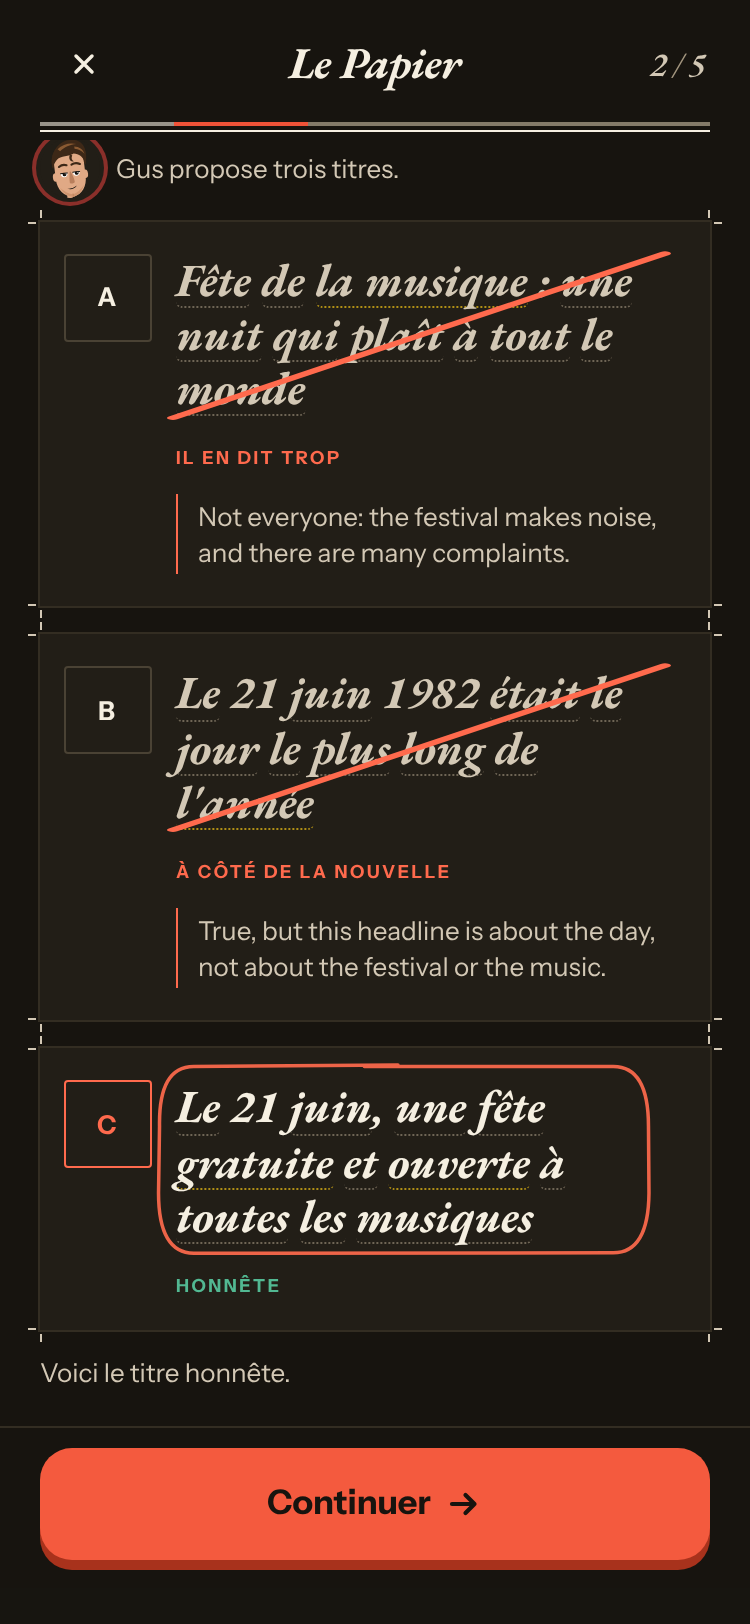 Le Papier
2 / 5
Gus propose trois titres.
A
Fête de la musique : une
nuit qui plaît à tout le
monde
IL EN DIT TROP
Not everyone: the festival makes noise,
and there are many complaints.
B
Le 21 juin 1982 était le
jour le plus long de
l'année
À CÔTÉ DE LA NOUVELLE
True, but this headline is about the day,
not about the festival or the music.
C
Le 21 juin, une fête
gratuite et ouverte à
toutes les musiques
HONNÊTE
Voici le titre honnête.
Continuer →